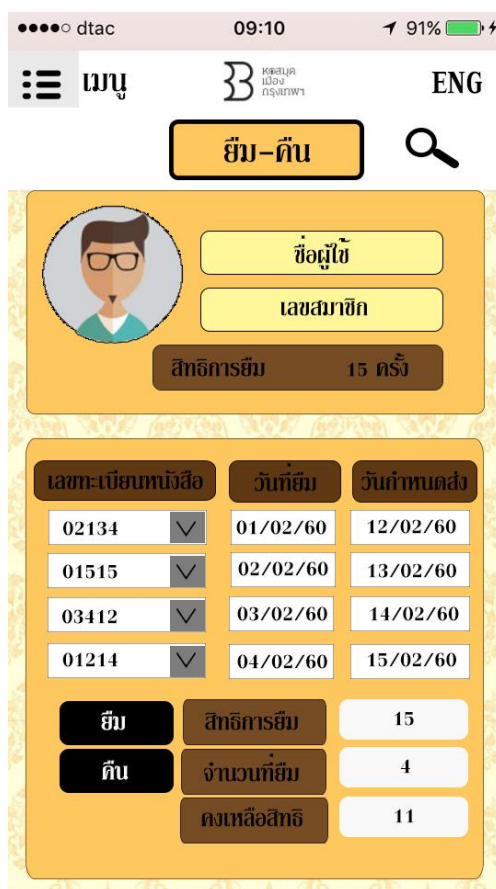 dtac 09:10 91%
เมนู หอสมุด เมือง กรุงเทพฯ ENG
ยืม-คืน
ชื่อผู้ใช้
เลขสมาชิก
สิทธิการยืม 15 ครั้ง
เลขทะเบียนหนังสือ วันที่ยืม วันกำหนดส่ง
02134 01/02/60 12/02/60
01515 02/02/60 13/02/60
03412 03/02/60 14/02/60
01214 04/02/60 15/02/60
ยืม สิทธิการยืม 15
คืน จำนวนที่ยืม 4
คงเหลือสิทธิ 11